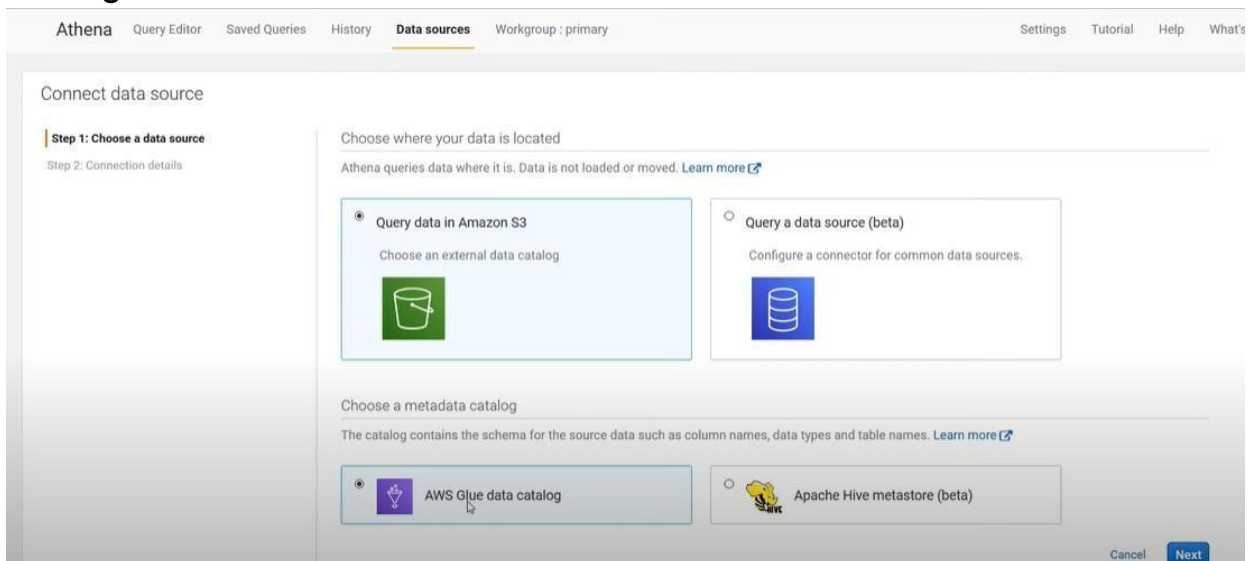 Athena Query Editor Saved Queries History Data sources Workgroup : primary Settings Tutorial Help What's
Connect data source
Step 1: Choose a data source
Step 2: Connection details
Choose where your data is located
Athena queries data where it is. Data is not loaded or moved. Learn more
Query data in Amazon S3
Choose an external data catalog
Query a data source (beta)
Configure a connector for common data sources.
Choose a metadata catalog
The catalog contains the schema for the source data such as column names, data types and table names. Learn more
AWS Glue data catalog
HIVE
Apache Hive metastore (beta)
Cancel Next